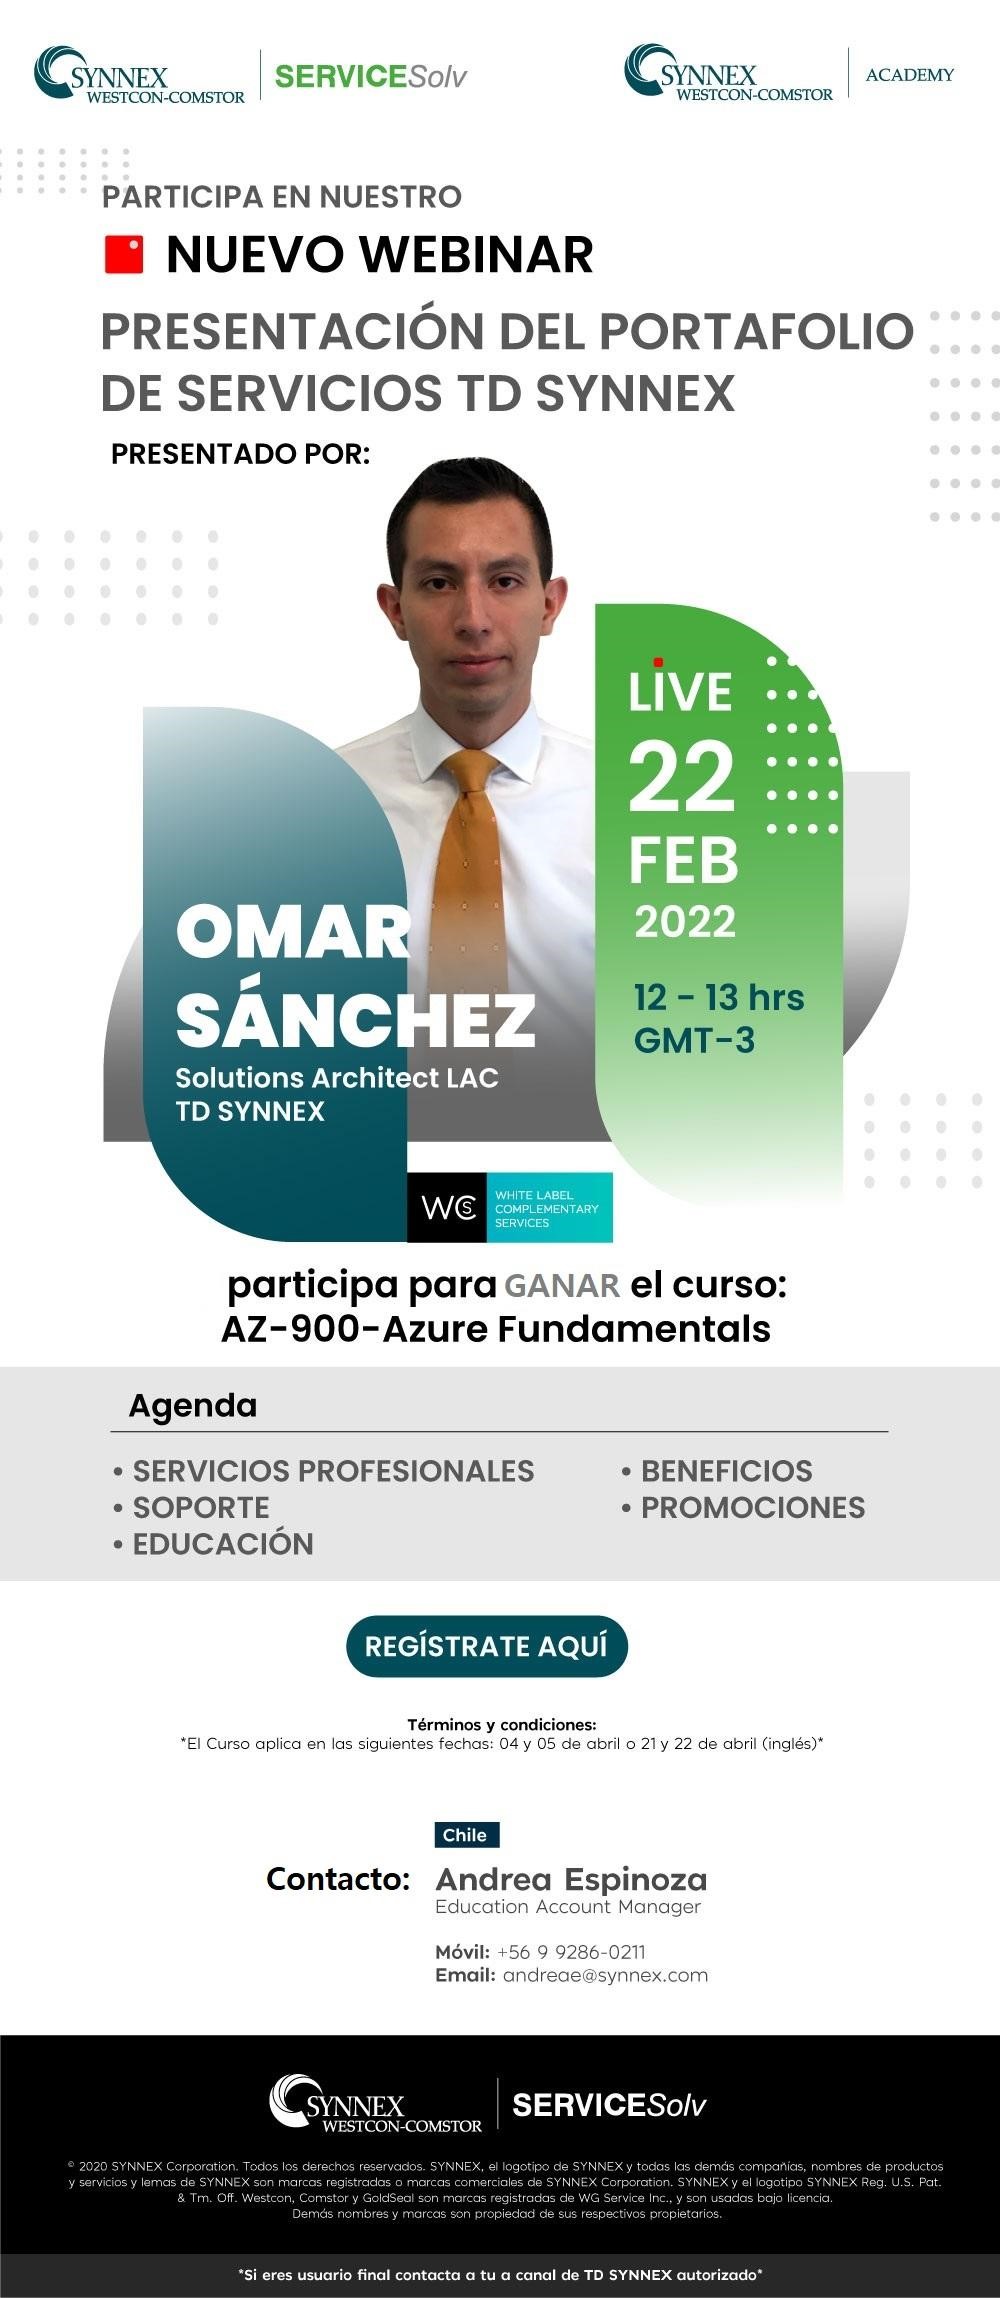 SYNNEX
WESTCON-COMSTOR
SERVICESolv
SYNNEX
WESTCON-COMSTOR
ACADEMY
PARTICIPA EN NUESTRO
NUEVO WEBINAR
PRESENTACIÓN DEL PORTAFOLIO
DE SERVICIOS TD SYNNEX
PRESENTADO POR:
LIVE
22
FEB
2022
12 - 13 hrs
GMT-3
OMAR
SÁNCHEZ
Solutions Architect LAC
TD SYNNEX
WCS
WHITE LABEL
COMPLEMENTARY
SERVICES
participa para GANAR el curso:
AZ-900-Azure Fundamentals
Agenda
• SERVICIOS PROFESIONALES
• SOPORTE
• EDUCACIÓN
• BENEFICIOS
• PROMOCIONES
REGÍSTRATE AQUÍ
Términos y condiciones:
*El Curso aplica en las siguientes fechas: 04 y 05 de abril o 21 y 22 de abril (inglés)*
Chile
Contacto: Andrea Espinoza
Education Account Manager
Móvil: +56 9 9286-0211
Email: andreae@synnex.com
SYNNEX
WESTCON-COMSTOR
SERVICESolv
© 2020 SYNNEX Corporation. Todos los derechos reservados. SYNNEX, el logotipo de SYNNEX y todas las demás compañías, nombres de productos
y servicios y lemas de SYNNEX son marcas registradas o marcas comerciales de SYNNEX Corporation. SYNNEX y el logotipo SYNNEX Reg. U.S. Pat.
& Tm. Off. Westcon, Comstor y GoldSeal son marcas registradas de WG Service Inc., y son usadas bajo licencia.
Demás nombres y marcas son propiedad de sus respectivos propietarios.
*Si eres usuario final contacta a tu a canal de TD SYNNEX autorizado*